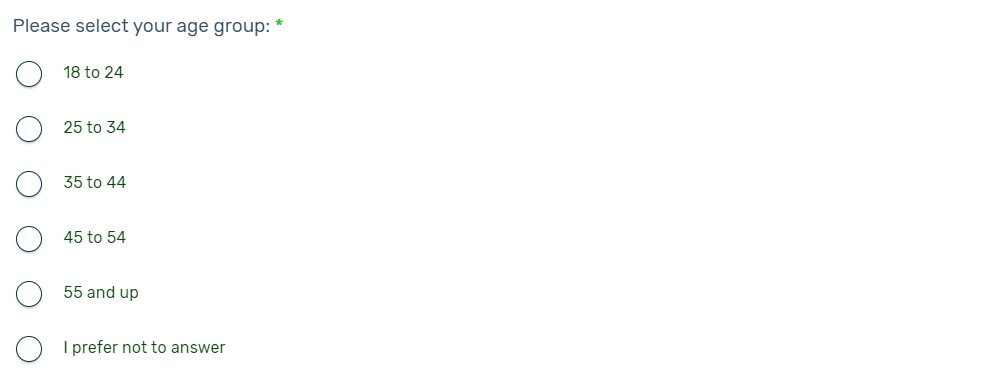 Please select your age group: *
18 to 24
25 to 34
35 to 44
45 to 54
55 and up
I prefer not to answer